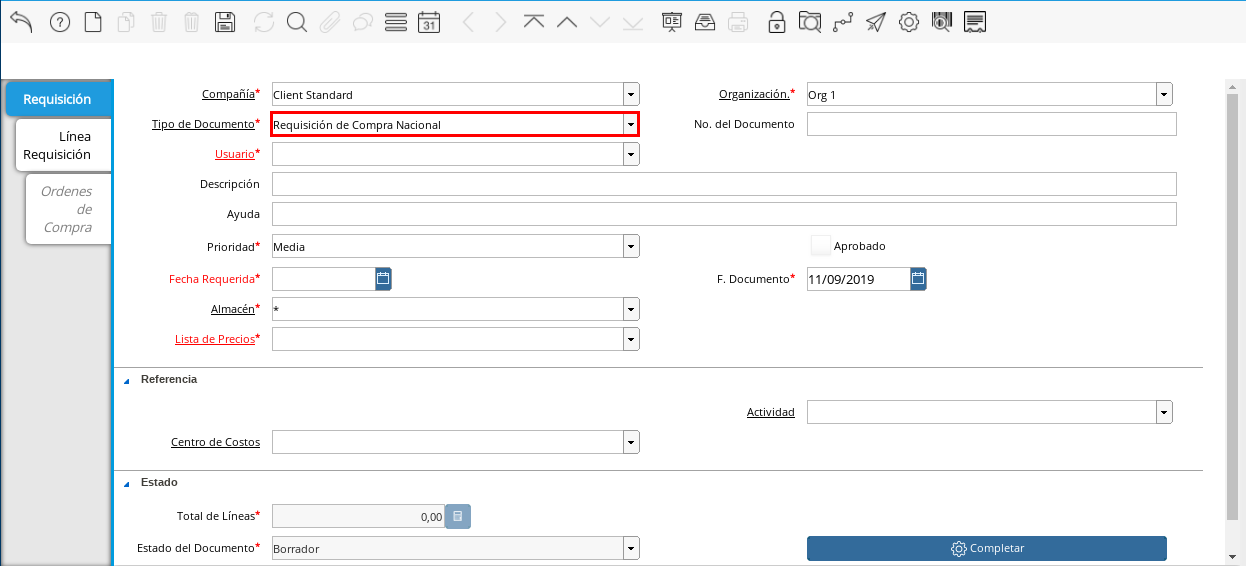 ?
31
Requisición
Línea
Requisición
Ordenes
de
Compra
Compañía* Client Standard Organización.* Org 1
Tipo de Documento* Requisición de Compra Nacional No. del Documento
Usuario*
Descripción
Ayuda
Prioridad* Media Aprobado
Fecha Requerida* F. Documento* 11/09/2019
Almacén* *
Lista de Precios*
Referencia
Actividad
Centro de Costos
Estado
Total de Líneas* 0,00
Estado del Documento* Borrador Completar